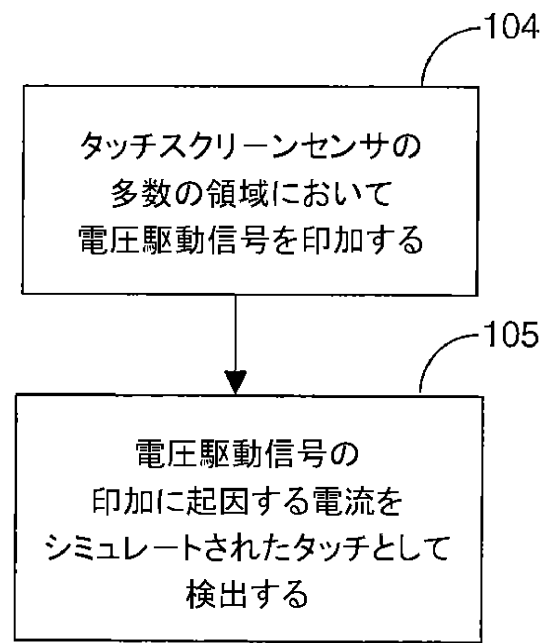 104
タッチスクリーンセンサの
多数の領域において
電圧駆動信号を印加する
105
電圧駆動信号の
印加に起因する電流を
シミュレートされたタッチとして
検出する